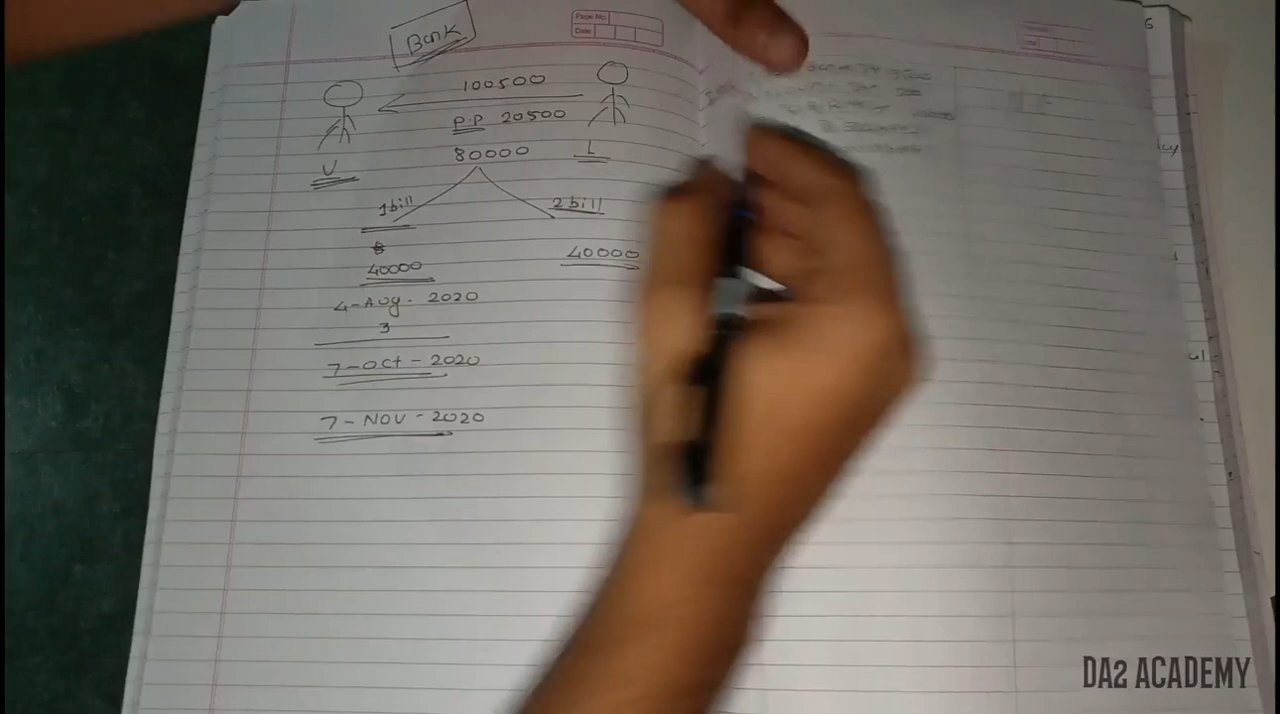 Bank
Page No
Date
100500
P.P 20500
80000
U
L
1 bill
2 bill
40000
40000
4-Aug-2020
3
7-Oct-2020
7-NOV-2020
DA2 ACADEMY